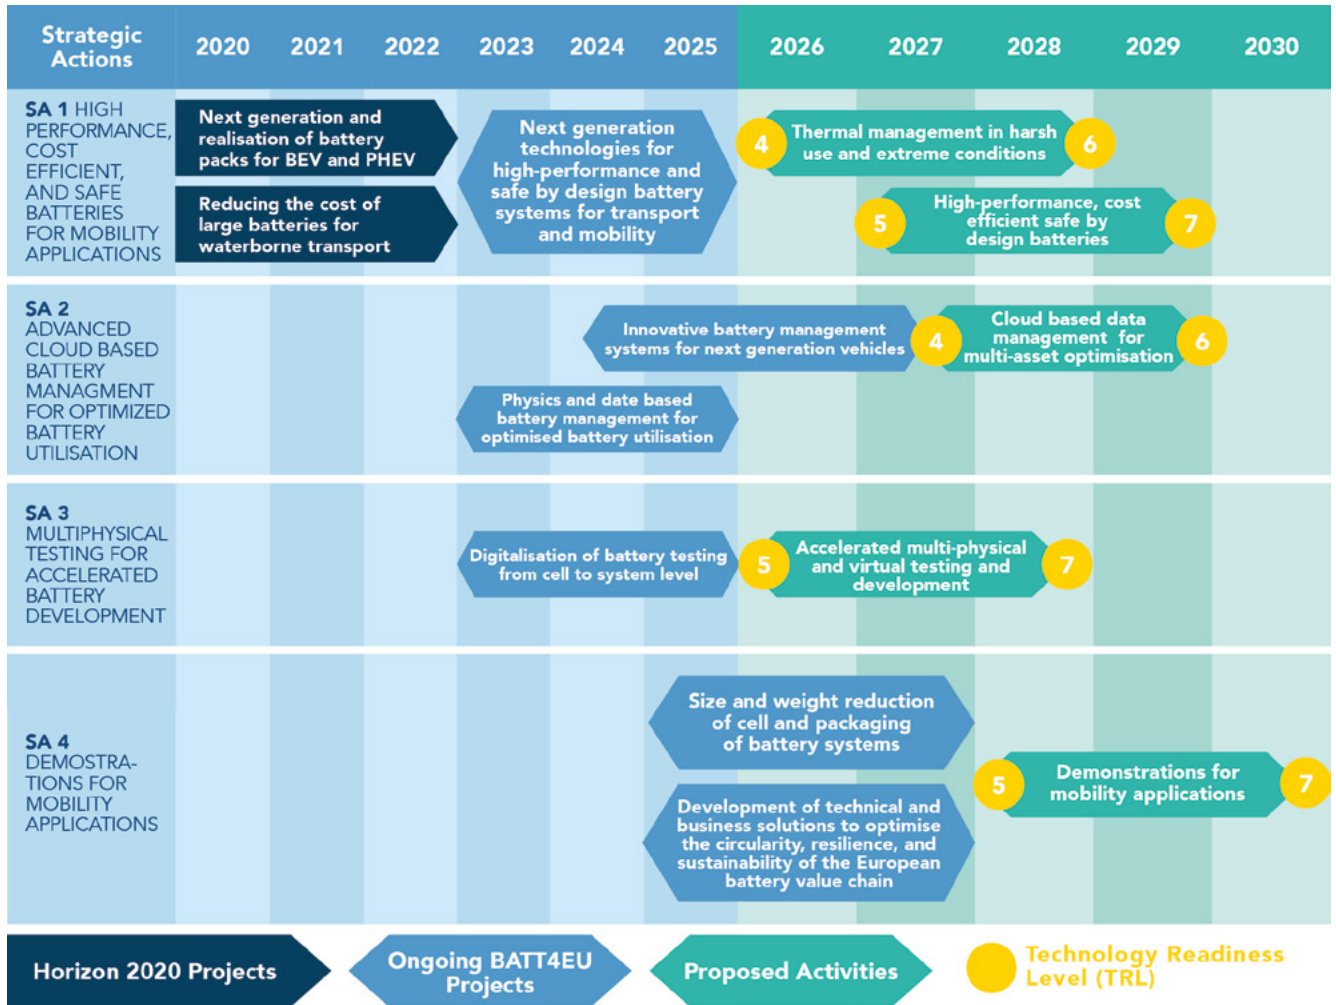 Strategic
Actions
2020
2021
2022
2023
2024
2025
2026
2027
2028
2029
2030
SA 1 HIGH
PERFORMANCE,
COST
EFFICIENT,
AND SAFE
BATTERIES
FOR MOBILITY
APPLICATIONS
Next generation and
realisation of battery
packs for BEV and PHEV
Reducing the cost of
large batteries for
waterborne transport
Next generation
technologies for
high-performance and
safe by design battery
systems for transport
and mobility
4
Thermal management in harsh
use and extreme conditions
6
5
High-performance, cost
efficient safe by
design batteries
7
SA 2
ADVANCED
CLOUD BASED
BATTERY
MANAGMENT
FOR OPTIMIZED
BATTERY
UTILISATION
Innovative battery management
systems for next generation vehicles
4
Cloud based data
management for
multi-asset optimisation
6
Physics and date based
battery management for
optimised battery utilisation
SA 3
MULTIPHYSICAL
TESTING FOR
ACCELERATED
BATTERY
DEVELOPMENT
Digitalisation of battery testing
from cell to system level
5
Accelerated multi-physical
and virtual testing and
development
7
SA 4
DEMOSTRA-
TIONS FOR
MOBILITY
APPLICATIONS
Size and weight reduction
of cell and packaging
of battery systems
Development of technical and
business solutions to optimise
the circularity, resilience, and
sustainability of the European
battery value chain
5
Demonstrations for
mobility applications
7
Horizon 2020 Projects
Ongoing BATT4EU
Projects
Proposed Activities
Technology Readiness
Level (TRL)